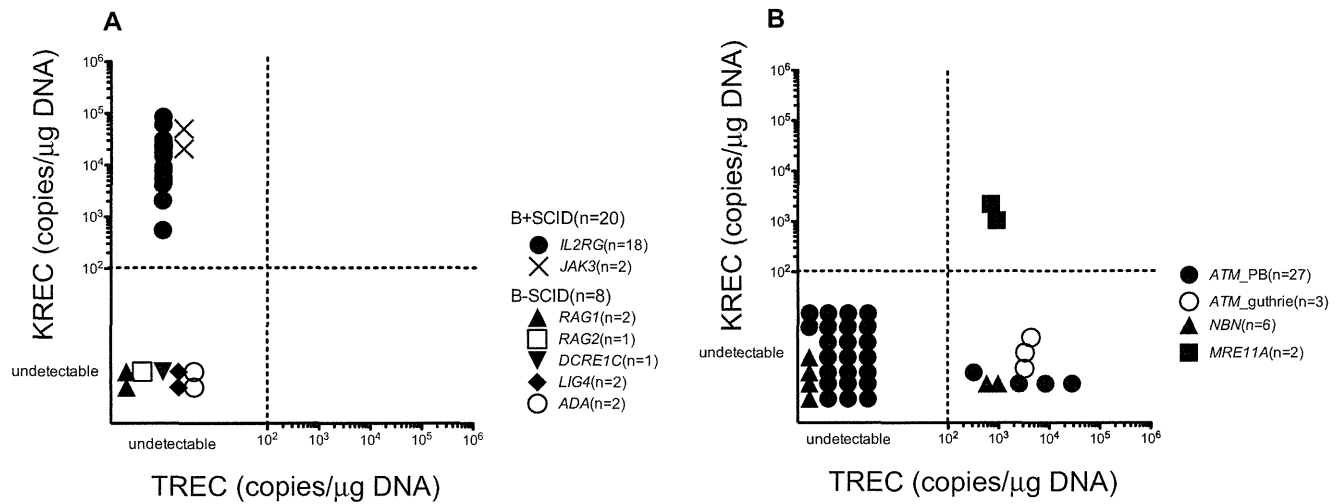 A
KREC (copies/μg DNA)
10⁶
10⁵
10⁴
10³
10²
undetectable
undetectable
10² 10³ 10⁴ 10⁵ 10⁶
TREC (copies/μg DNA)
B+SCID(n=20)
IL2RG(n=18)
JAK3(n=2)
B-SCID(n=8)
RAG1(n=2)
RAG2(n=1)
DCRE1C(n=1)
LIG4(n=2)
ADA(n=2)
B
KREC (copies/μg DNA)
10⁶
10⁵
10⁴
10³
10²
undetectable
undetectable
10² 10³ 10⁴ 10⁵ 10⁶
TREC (copies/μg DNA)
ATM_PB(n=27)
ATM_guthrie(n=3)
NBN(n=6)
MRE11A(n=2)